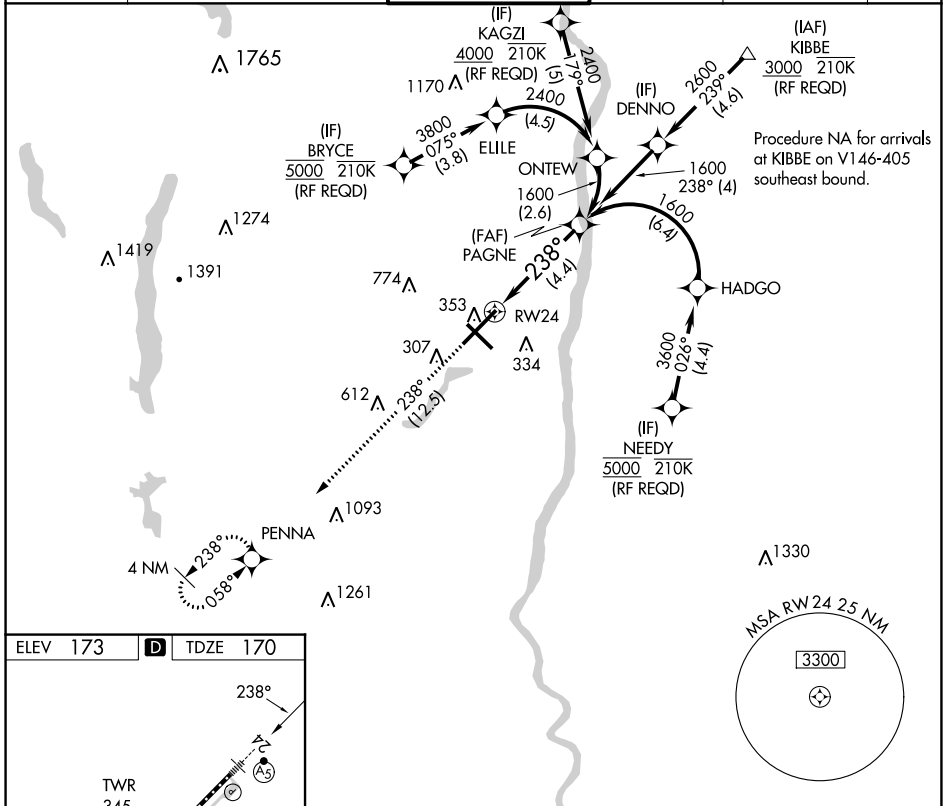 (IF)
KAGZI
4000 210K
(RF REQD)
2400
179°
(5)
(IAF)
KIBBE
3000 210K
(RF REQD)
2600
239°
(4.6)
(IF)
DENNO
1765
1170
2400
(4.5)
ELILE
3800
075°
(3.8)
(IF)
BRYCE
5000 210K
(RF REQD)
Procedure NA for arrivals
at KIBBE on V146-405
southeast bound.
ONTEW
1600
(2.6)
1600
238° (4)
1600
(6.4)
(FAF)
PAGNE
238°
(4.4)
1274
1419
1391
774
353
RW24
HADGO
307
334
3600
026°
(4.4)
612
238°
(12.5)
(IF)
NEEDY
5000 210K
(RF REQD)
1093
PENNA
238°
4 NM
058°
1261
1330
MSA RW24 25 NM
3300
ELEV 173 D TDZE 170
238°
24
A5
P
TWR
345